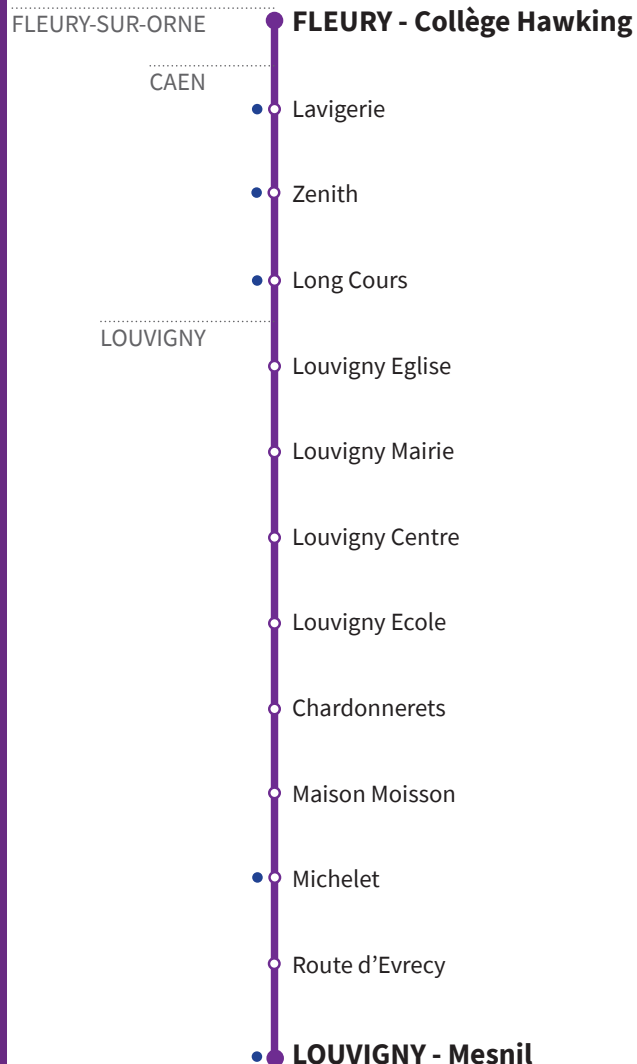 FLEURY-SUR-ORNE
FLEURY - Collège Hawking
CAEN
Lavigerie
Zenith
Long Cours
LOUVIGNY
Louvigny Eglise
Louvigny Mairie
Louvigny Centre
Louvigny Ecole
Chardonnerets
Maison Moisson
Michelet
Route d’Evrecy
LOUVIGNY - Mesnil